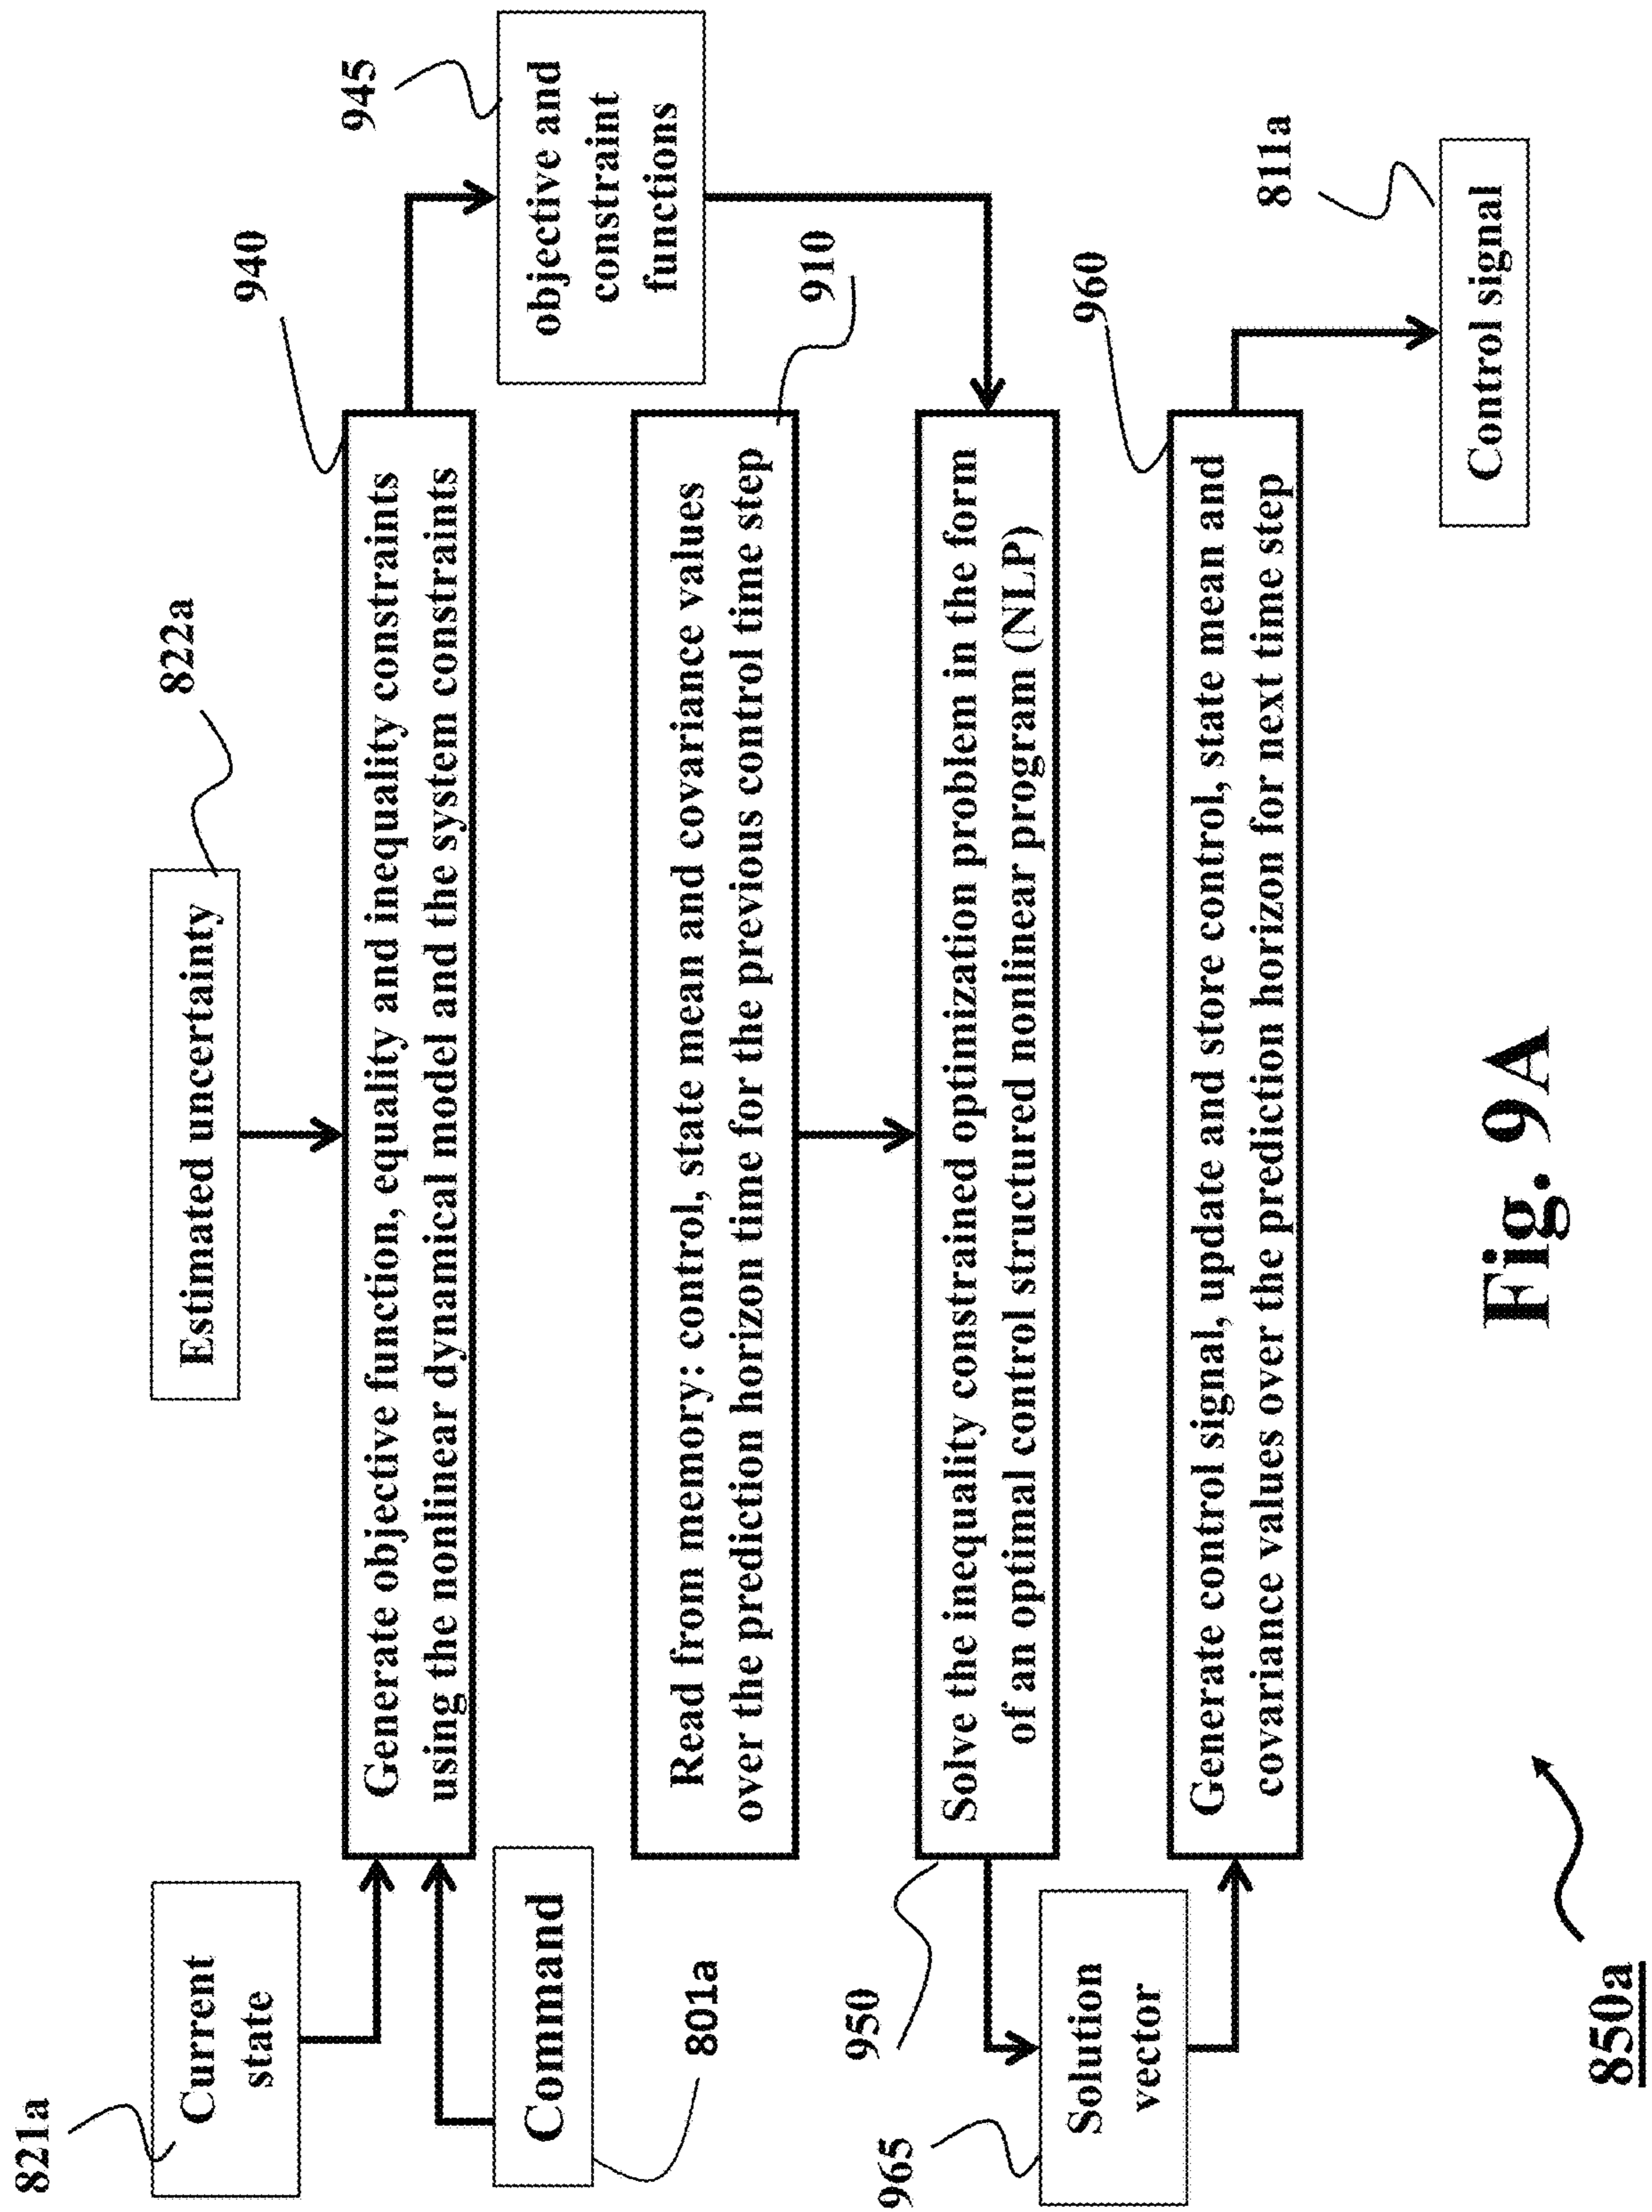 821a
Current
state
Estimated uncertainty
822a
940
Generate objective function, equality and inequality constraints
using the nonlinear dynamical model and the system constraints
945
objective and
constraint
functions
Command
801a
Read from memory: control, state mean and covariance values
over the prediction horizon time for the previous control time step
910
950
Solve the inequality constrained optimization problem in the form
of an optimal control structured nonlinear program (NLP)
965
Solution
vector
960
Generate control signal, update and store control, state mean and
covariance values over the prediction horizon for next time step
811a
Control signal
850a
Fig. 9A